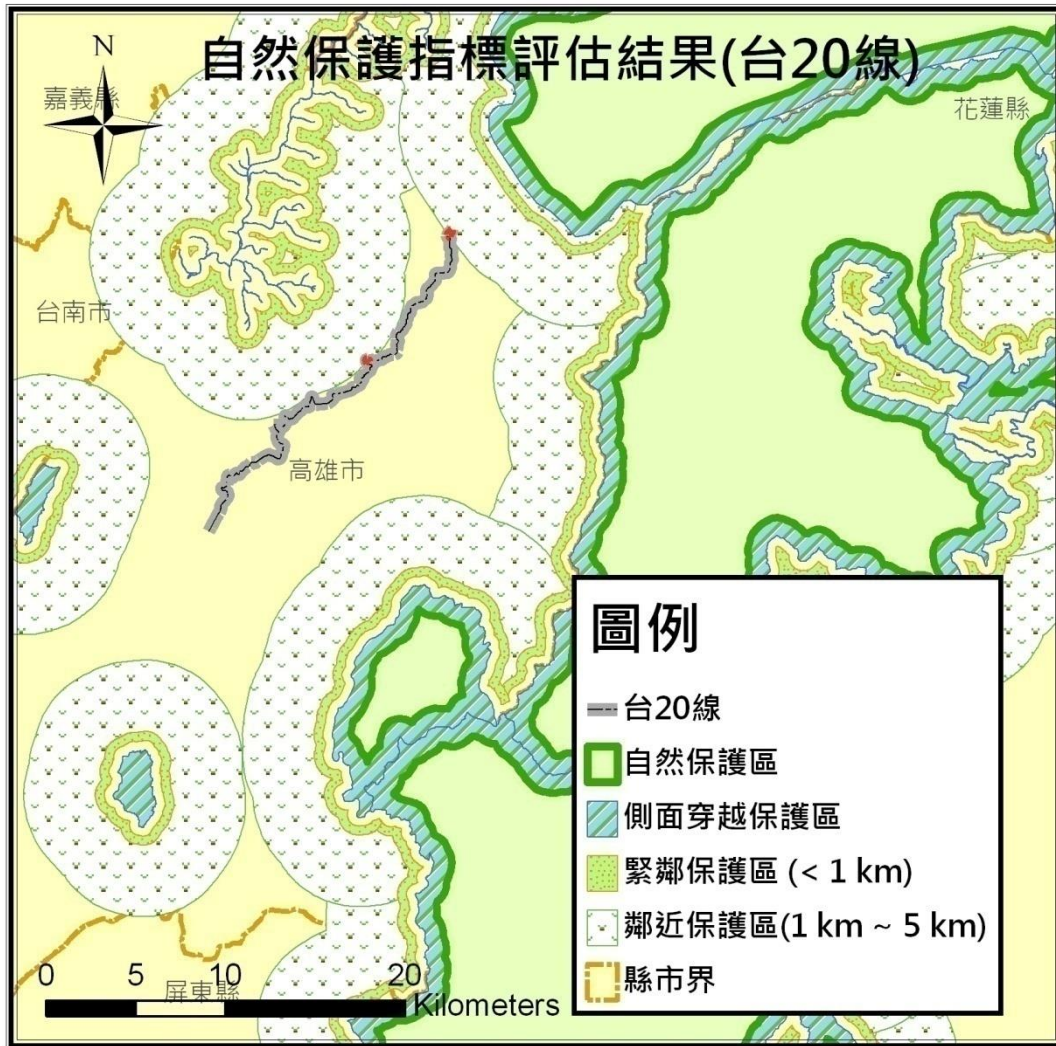 自然保護指標評估結果(台20線)
N
嘉義縣
花蓮縣
台南市
高雄市
圖例
台20線
自然保護區
側面穿越保護區
緊鄰保護區 (< 1 km)
鄰近保護區(1 km ~ 5 km)
縣市界
0 5 10 20
Kilometers
屏東縣